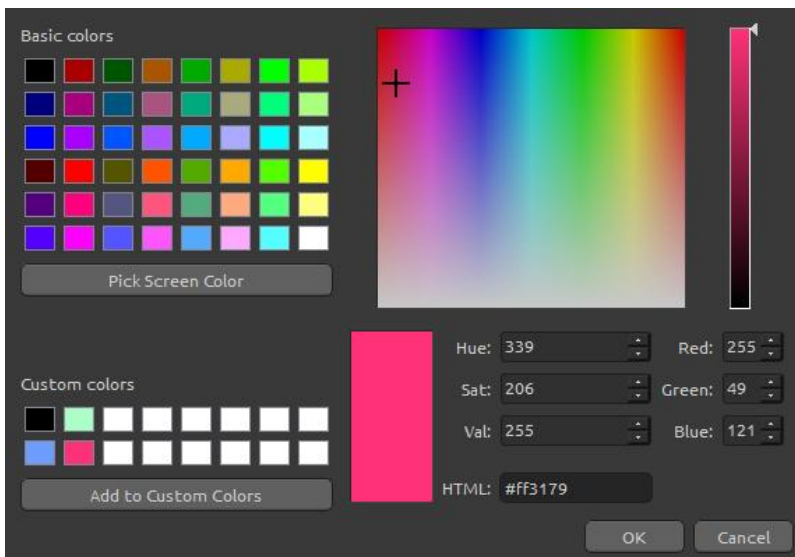 Basic colors
Pick Screen Color
Custom colors
Add to Custom Colors
Hue: 339 Red: 255
Sat: 206 Green: 49
Val: 255 Blue: 121
HTML: #ff3179
OK Cancel